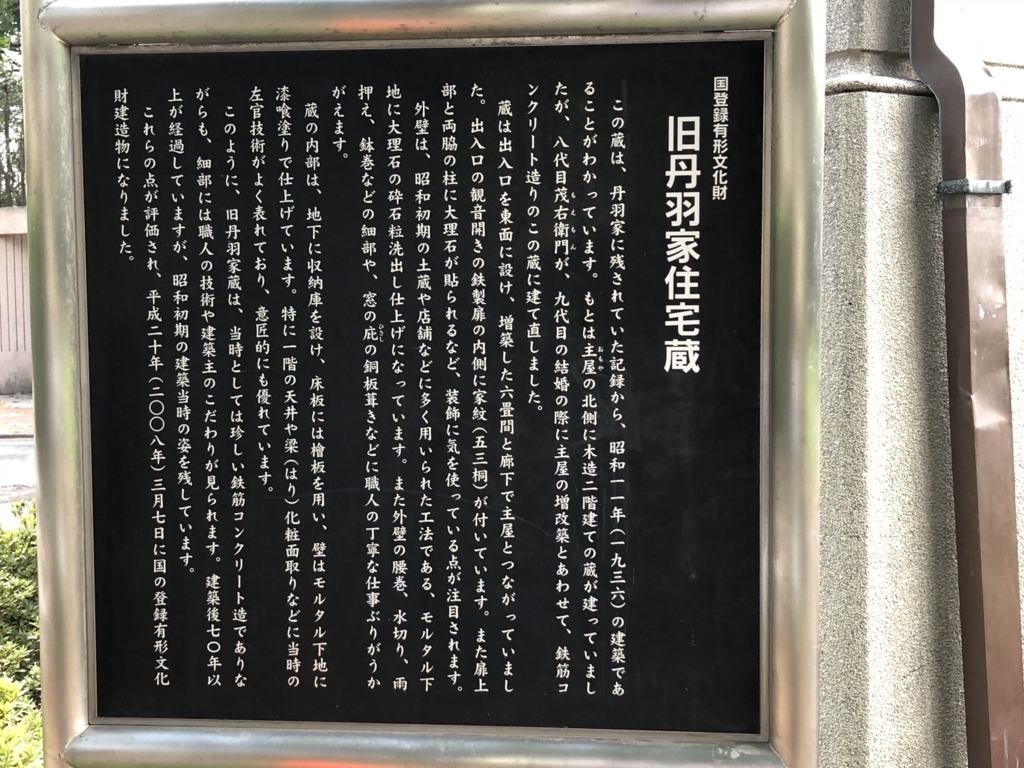 国登録有形文化財
旧丹羽家住宅蔵
この蔵は、丹羽家に残されていた記録から、昭和一一年（一九三六）の建築であ
ることがわかっています。もとは主屋の北側に木造二階建ての蔵が建っていまし
おもや
たが、八代目茂右衛門が、九代目の結婚の際に主屋の増改築とあわせて、鉄筋コ
もえもん
ンクリート造りのこの蔵に建て直しました。
蔵は出入口を東面に設け、増築した六畳間と廊下で主屋とつながっていまし
た。出入口の観音開きの鉄製扉の内側に家紋（五三桐）が付いています。また扉上
部と両脇の柱に大理石が貼られるなど、装飾に気を使っている点が注目されます。
外壁は、昭和初期の土蔵や店舗などに多く用いられた工法である、モルタル下
地に大理石の砕石粒洗出し仕上げになっています。また外壁の腰巻、水切り、雨
押え、鉢巻などの細部や、窓の庇の銅板葺きなどに職人の丁寧な仕事ぶりがうか
ひさし
がえます。
蔵の内部は、地下に収納庫を設け、床板には檜板を用い、壁はモルタル下地に
漆喰塗りで仕上げています。特に一階の天井や梁（はり）化粧面取りなどに当時の
左官技術がよく表れており、意匠的にも優れています。
このように、旧丹羽家蔵は、当時としては珍しい鉄筋コンクリート造でありな
がらも、細部には職人の技術や建築主のこだわりが見られます。建築後七〇年以
上が経過していますが、昭和初期の建築当時の姿を残しています。
これらの点が評価され、平成二十年（二〇〇八年）三月七日に国の登録有形文化
財建造物になりました。